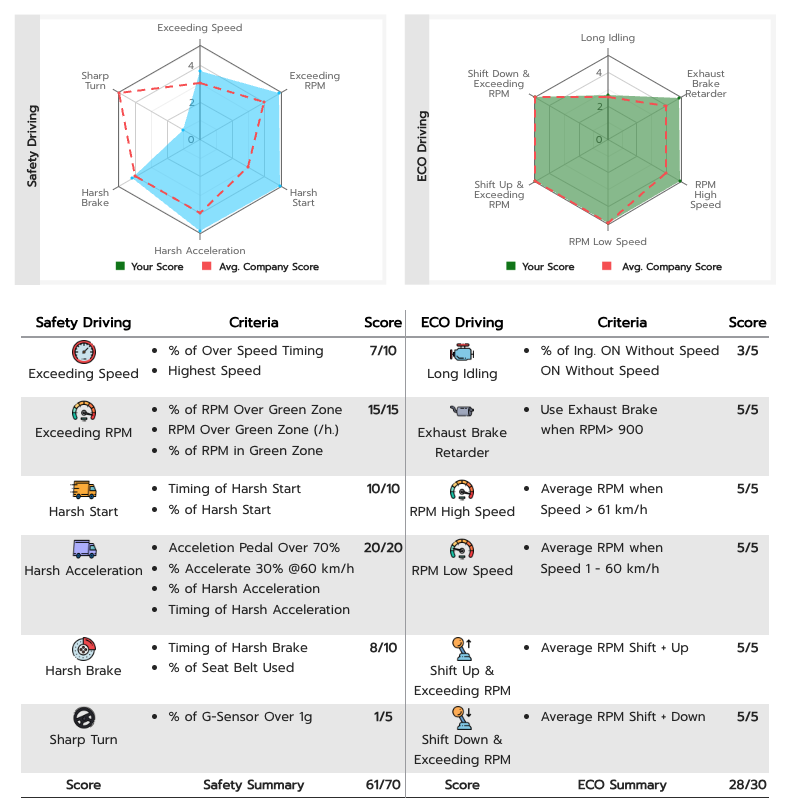 Safety Driving
Exceeding Speed
4
2
0
Sharp
Turn
Exceeding
RPM
Harsh
Brake
Harsh
Start
Harsh Acceleration
Your Score
Avg. Company Score
ECO Driving
Long Idling
4
2
0
Shift Down &
Exceeding
RPM
Exhaust
Brake
Retarder
Shift Up &
Exceeding
RPM
RPM
High
Speed
RPM Low Speed
Your Score
Avg. Company Score
Safety Driving Criteria Score ECO Driving Criteria Score
Exceeding Speed
• % of Over Speed Timing
• Highest Speed
7/10
Long Idling
• % of Ing. ON Without Speed
ON Without Speed
3/5
Exceeding RPM
• % of RPM Over Green Zone
• RPM Over Green Zone (/h.)
• % of RPM in Green Zone
15/15
Exhaust Brake
Retarder
• Use Exhaust Brake
when RPM> 900
5/5
Harsh Start
• Timing of Harsh Start
• % of Harsh Start
10/10
RPM High Speed
• Average RPM when
Speed > 61 km/h
5/5
Harsh Acceleration
• Acceletion Pedal Over 70%
• % Accelerate 30% @60 km/h
• % of Harsh Acceleration
• Timing of Harsh Acceleration
20/20
RPM Low Speed
• Average RPM when
Speed 1 - 60 km/h
5/5
Harsh Brake
• Timing of Harsh Brake
• % of Seat Belt Used
8/10
Shift Up &
Exceeding RPM
• Average RPM Shift + Up
5/5
Sharp Turn
• % of G-Sensor Over 1g
1/5
Shift Down &
Exceeding RPM
• Average RPM Shift + Down
5/5
Score Safety Summary 61/70 Score ECO Summary 28/30